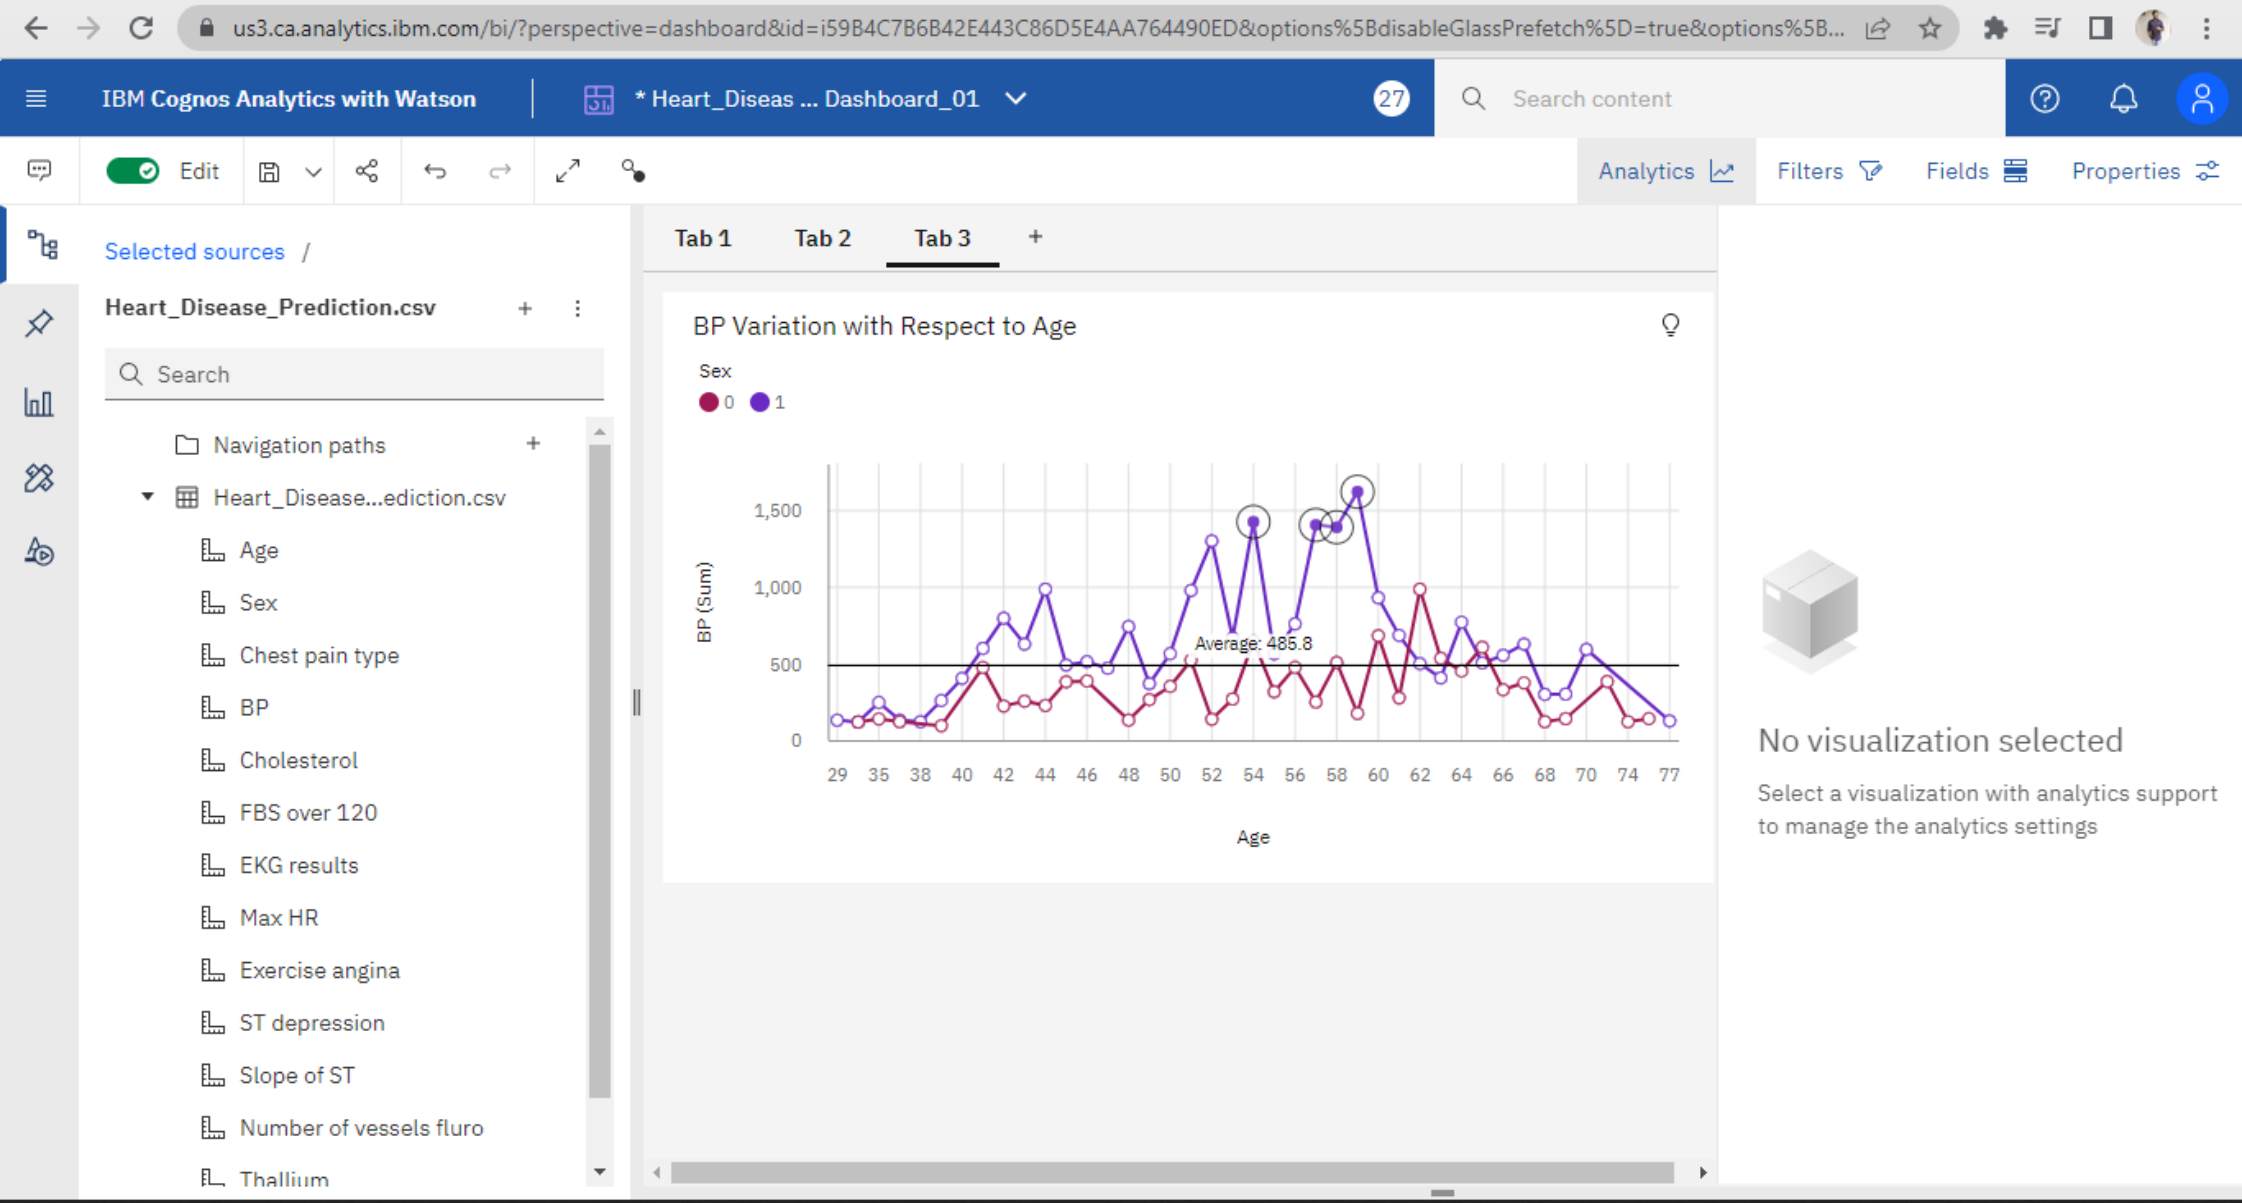 us3.ca.analytics.ibm.com/bi/?perspective=dashboard&id=i59B4C7B6B42E443C86D5E4AA764490ED&options%5BdisableGlassPrefetch%5D=true&options%5B...
IBM Cognos Analytics with Watson
* Heart_Diseas ... Dashboard_01
27
Search content
Edit
Analytics
Filters
Fields
Properties
Selected sources /
Heart_Disease_Prediction.csv
Search
Navigation paths
Heart_Disease...ediction.csv
Age
Sex
Chest pain type
BP
Cholesterol
FBS over 120
EKG results
Max HR
Exercise angina
ST depression
Slope of ST
Number of vessels fluro
Thallium
Tab 1 Tab 2 Tab 3 +
BP Variation with Respect to Age
Sex
0 1
BP (Sum)
1,500
1,000
500
0
Average: 485.8
29 35 38 40 42 44 46 48 50 52 54 56 58 60 62 64 66 68 70 74 77
Age
No visualization selected
Select a visualization with analytics support
to manage the analytics settings